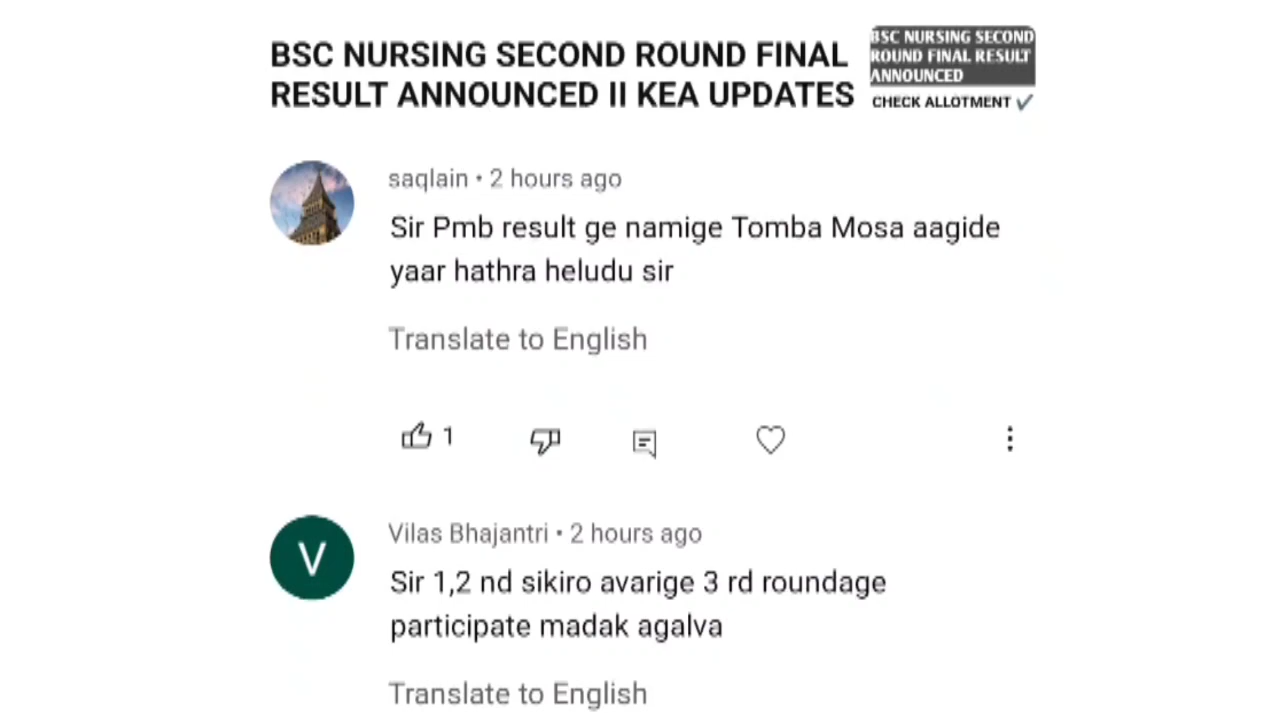 BSC NURSING SECOND ROUND FINAL
RESULT ANNOUNCED II KEA UPDATES
BSC NURSING SECOND
ROUND FINAL RESULT
ANNOUNCED
CHECK ALLOTMENT ✓
saqlain • 2 hours ago
Sir Pmb result ge namige Tomba Mosa aagide
yaar hathra heludu sir
Translate to English
1
V
Vilas Bhajantri • 2 hours ago
Sir 1,2 nd sikiro avarige 3 rd roundage
participate madak agalva
Translate to English